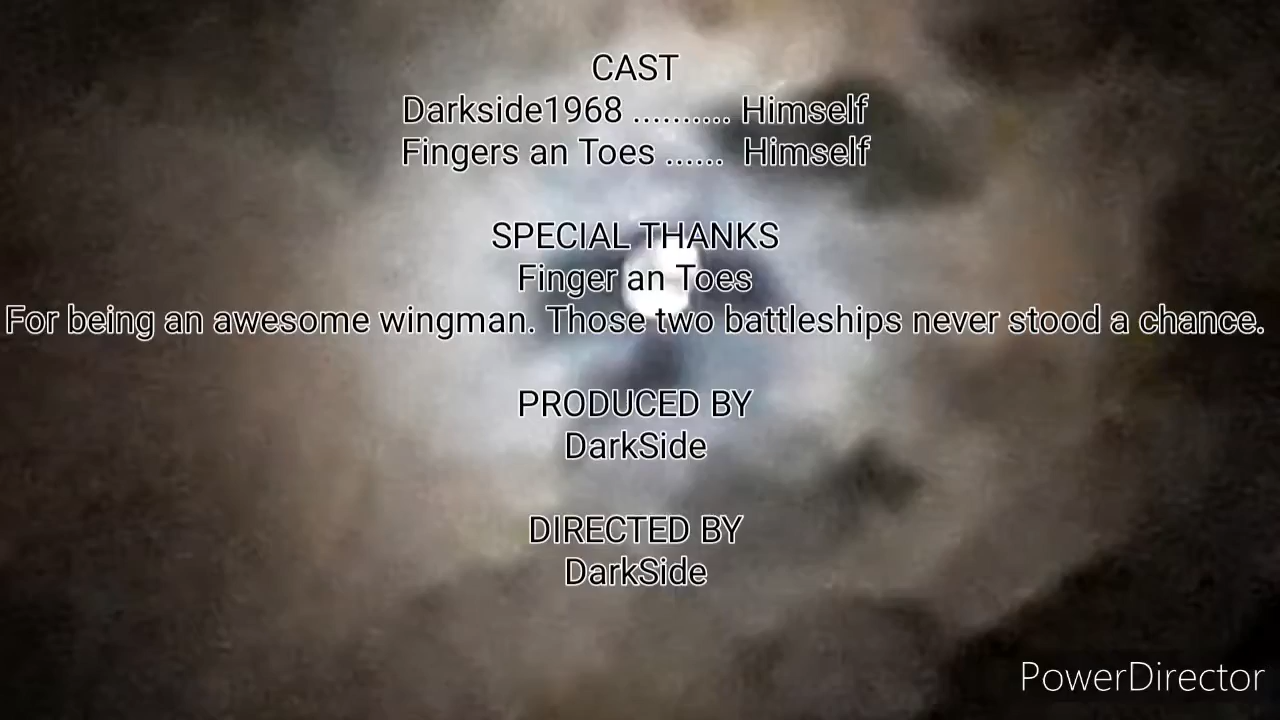 CAST
Darkside1968 .......... Himself
Fingers an Toes ...... Himself
SPECIAL THANKS
Finger an Toes
For being an awesome wingman. Those two battleships never stood a chance.
PRODUCED BY
DarkSide
DIRECTED BY
DarkSide
PowerDirector